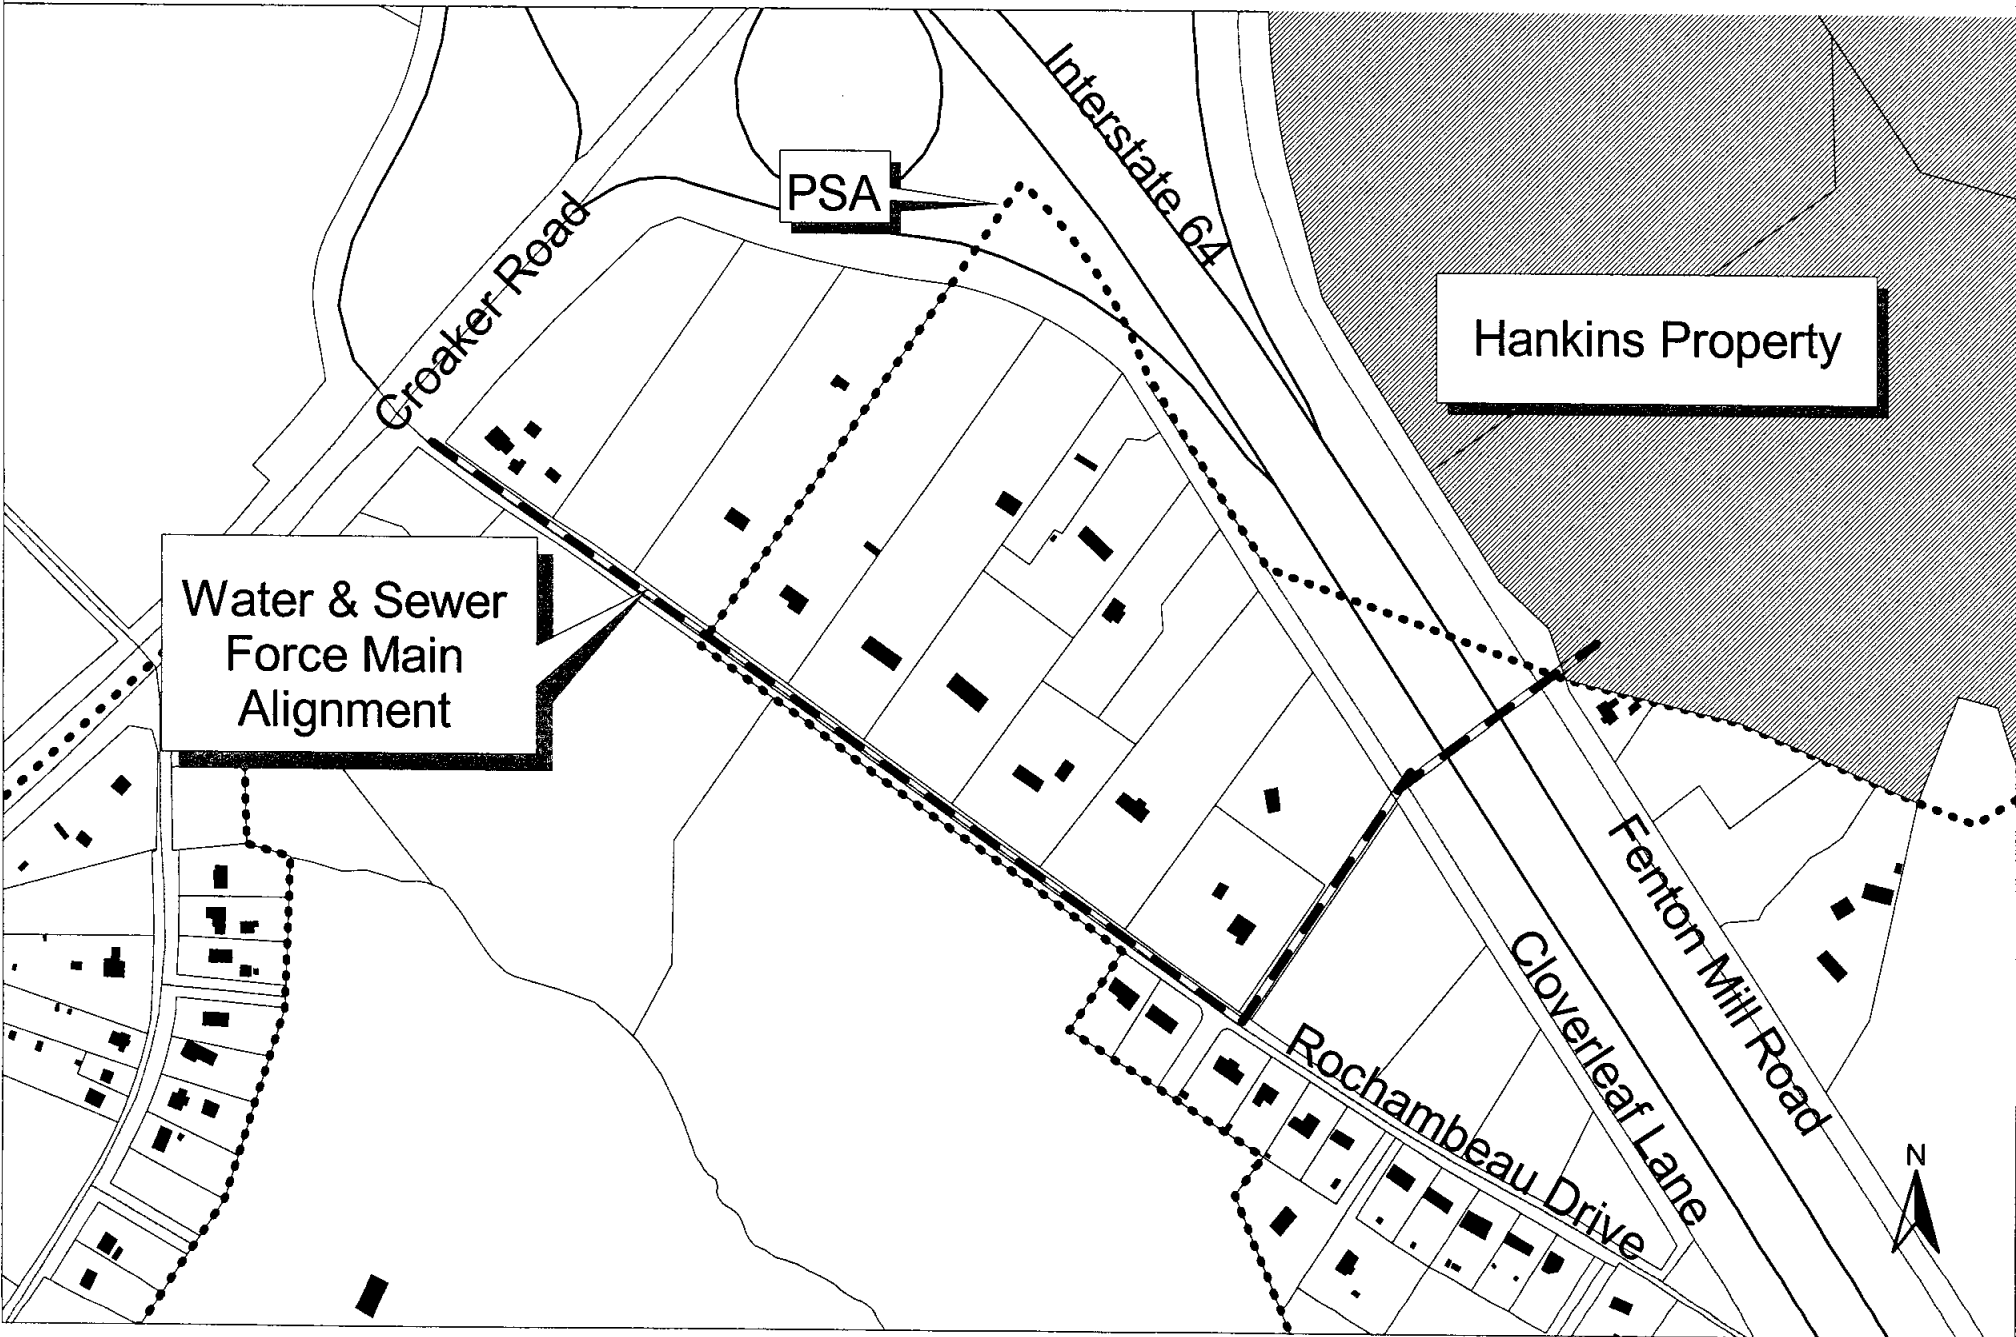 Interstate 64
PSA
Croaker Road
Hankins Property
Water & Sewer
Force Main
Alignment
Fenton Mill Road
Cloverleaf Lane
Rochambeau Drive
N